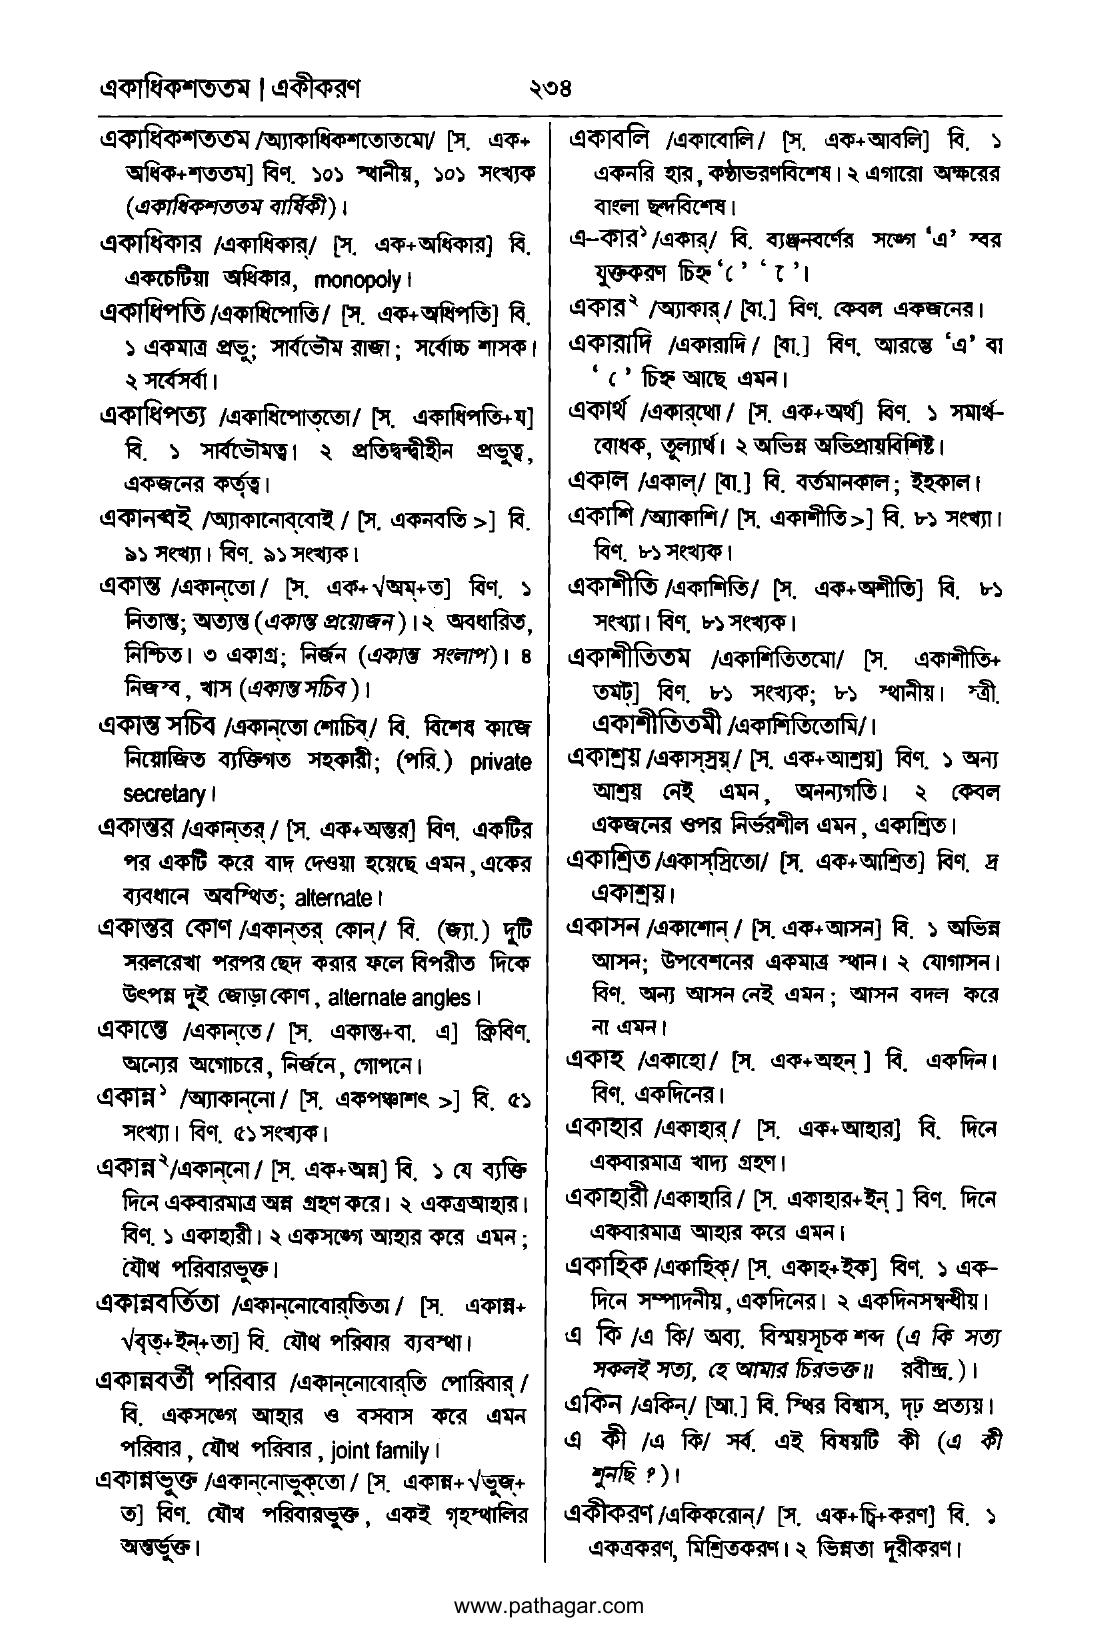 একাধিকশততম | একীকরণ
২৩৪
একাধিকশততম /অ্যাকাধিকশতোতমো/ [স. এক+
অধিক+শততম] বিণ. ১০১ স্থানীয়, ১০১ সংখ্যক
(একাধিকশততম বার্ষিকী)।
একাধিকার /একাধিকার্/ [স. এক+অধিকার] বি.
একচেটিয়া অধিকার, monopoly।
একাধিপতি /একাধিপোতি/ [স. এক+অধিপতি] বি.
১ একমাত্র প্রভু; সার্বভৌম রাজা; সর্বোচ্চ শাসক।
২ সর্বেসর্বা।
একাধিপত্য /একাধিপোত্‌তো/ [স. একাধিপতি+য]
বি. ১ সার্বভৌমত্ব। ২ প্রতিদ্বন্দ্বীহীন প্রভুত্ব,
একজনের কর্তৃত্ব।
একানব্বই /অ্যাকানোব্‌বোই/ [স. একনবতি >] বি.
৯১ সংখ্যা। বিণ. ৯১ সংখ্যক।
একান্ত /একান্‌তো/ [স. এক+√অম্+ত] বিণ. ১
নিতান্ত; অত্যন্ত (একান্ত প্রয়োজন)। ২ অবধারিত,
নিশ্চিত। ৩ একাগ্র; নির্জন (একান্ত সংলাপ)। ৪
নিজস্ব, খাস (একান্ত সচিব)।
একান্ত সচিব /একান্‌তো শোচিব্/ বি. বিশেষ কাজে
নিয়োজিত ব্যক্তিগত সহকারী; (পরি.) private
secretary।
একান্তর /একান্‌তর্/ [স. এক+অন্তর] বিণ. একটির
পর একটি করে বাদ দেওয়া হয়েছে এমন, একের
ব্যবধানে অবস্থিত; alternate।
একান্তর কোণ /একান্‌তর্ কোন্/ বি. (জ্যা.) দুটি
সরলরেখা পরপর ছেদ করার ফলে বিপরীত দিকে
উৎপন্ন দুই জোড়া কোণ, alternate angles।
একান্তে /একান্‌তে/ [স. একান্ত+বা. এ] ক্রিবিণ.
অন্যের অগোচরে, নির্জনে, গোপনে।
একান্ন১ /অ্যাকান্‌নো/ [স. একপঞ্চাশৎ >] বি. ৫১
সংখ্যা। বিণ. ৫১ সংখ্যক।
একান্ন২ /একান্‌নো/ [স. এক+অন্ন] বি. ১ যে ব্যক্তি
দিনে একবারমাত্র অন্ন গ্রহণ করে। ২ একত্রআহার।
বিণ. ১ একাহারী। ২ একসঙ্গে আহার করে এমন;
যৌথ পরিবারভুক্ত।
একান্নবর্তিতা /একান্‌নোবোর্‌তিতা/ [স. একান্ন+
√বৃত্+ইন্+তা] বি. যৌথ পরিবার ব্যবস্থা।
একান্নবর্তী পরিবার /একান্‌নোবোর্‌তি পোরিবার্/
বি. একসঙ্গে আহার ও বসবাস করে এমন
পরিবার, যৌথ পরিবার, joint family।
একান্নভুক্ত /একান্‌নোভুক্‌তো/ [স. একান্ন+√ভুজ্+
ত] বিণ. যৌথ পরিবারভুক্ত, একই গৃহস্থালির
অন্তর্ভুক্ত।
একাবলি /একাবোলি/ [স. এক+আবলি] বি. ১
একনরি হার, কণ্ঠাভরণবিশেষ। ২ এগারো অক্ষরের
বাংলা ছন্দবিশেষ।
এ-কার১ /একার্/ বি. ব্যঞ্জনবর্ণের সঙ্গে ‘এ’ স্বর
যুক্তকরণ চিহ্ন ‘ে’ ‘ ে ’।
একার২ /অ্যাকার্/ [বা.] বিণ. কেবল একজনের।
একারাদি /একারাদি/ [বা.] বিণ. আরম্ভে ‘এ’ বা
‘ ে ’ চিহ্ন আছে এমন।
একার্থ /একার্‌থো/ [স. এক+অর্থ] বিণ. ১ সমার্থ-
বোধক, তুল্যার্থ। ২ অভিন্ন অভিপ্রায়বিশিষ্ট।
একাল /একাল্/ [বা.] বি. বর্তমানকাল; ইহকাল।
একাশি /অ্যাকাশি/ [স. একাশীতি>] বি. ৮১ সংখ্যা।
বিণ. ৮১ সংখ্যক।
একাশীতি /একাশিতি/ [স. এক+অশীতি] বি. ৮১
সংখ্যা। বিণ. ৮১ সংখ্যক।
একাশীতিতম /একাশিতিতমো/ [স. একাশীতি+
তমট্] বিণ. ৮১ সংখ্যক; ৮১ স্থানীয়। স্ত্রী.
একাশীতিতমী /একাশিতিতোমি/।
একাশ্রয় /একাস্‌স্রয়্/ [স. এক+আশ্রয়] বিণ. ১ অন্য
আশ্রয় নেই এমন, অনন্যগতি। ২ কেবল
একজনের ওপর নির্ভরশীল এমন, একাশ্রিত।
একাশ্রিত /একাস্‌স্রিতো/ [স. এক+আশ্রিত] বিণ. দ্র
একাশ্রয়।
একাসন /একাশোন্/ [স. এক+আসন] বি. ১ অভিন্ন
আসন; উপবেশনের একমাত্র স্থান। ২ যোগাসন।
বিণ. অন্য আসন নেই এমন; আসন বদল করে
না এমন।
একাহ /একাহো/ [স. এক+অহন্] বি. একদিন।
বিণ. একদিনের।
একাহার /একাহার্/ [স. এক+আহার] বি. দিনে
একবারমাত্র খাদ্য গ্রহণ।
একাহারী /একাহারি/ [স. একাহার+ইন্] বিণ. দিনে
একবারমাত্র আহার করে এমন।
একাহিক /একাহিক্/ [স. একাহ+ইক] বিণ. ১ এক-
দিনে সম্পাদনীয়, একদিনের। ২ একদিনসম্বন্ধীয়।
এ কি /এ কি/ অব্য. বিস্ময়সূচক শব্দ (এ কি সত্য
সকলই সত্য, হে আমার চিরভক্ত॥ রবীন্দ্র.)।
একিন /একিন্/ [আ.] বি. স্থির বিশ্বাস, দৃঢ় প্রত্যয়।
এ কী /এ কি/ সর্ব. এই বিষয়টি কী (এ কী
শুনছি ?)।
একীকরণ /একিকরোন্/ [স. এক+চ্বি+করণ] বি. ১
একত্রকরণ, মিশ্রিতকরণ। ২ ভিন্নতা দূরীকরণ।
www.pathagar.com